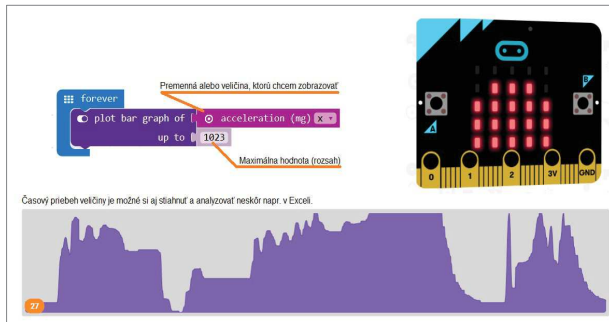 Premenná alebo veličina, ktorú chcem zobrazovať
forever
plot bar graph of acceleration (mg) x
up to 1023
Maximálna hodnota (rozsah)
A
B
0 1 2 3V GND
Časový priebeh veličiny je možné si aj stiahnuť a analyzovať neskôr napr. v Exceli.
27